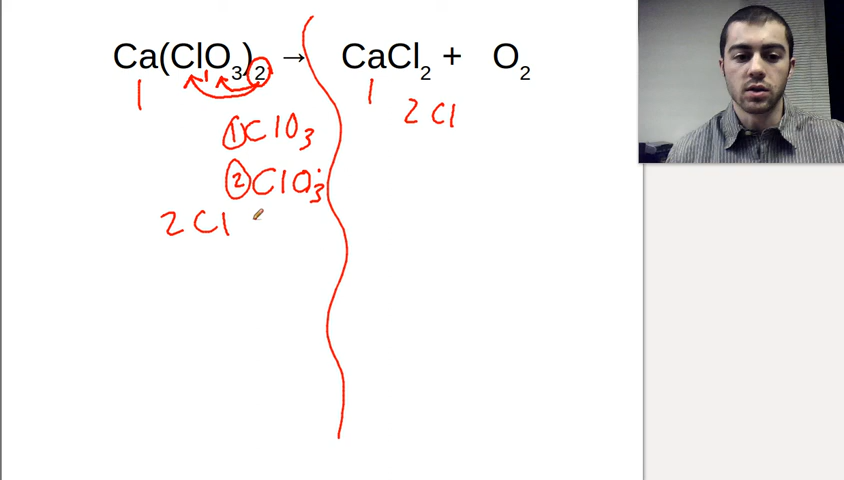 Ca(ClO₃)₂ → CaCl₂ + O₂
1 1 1
2 Cl
① ClO₃
② ClO₃
2 Cl